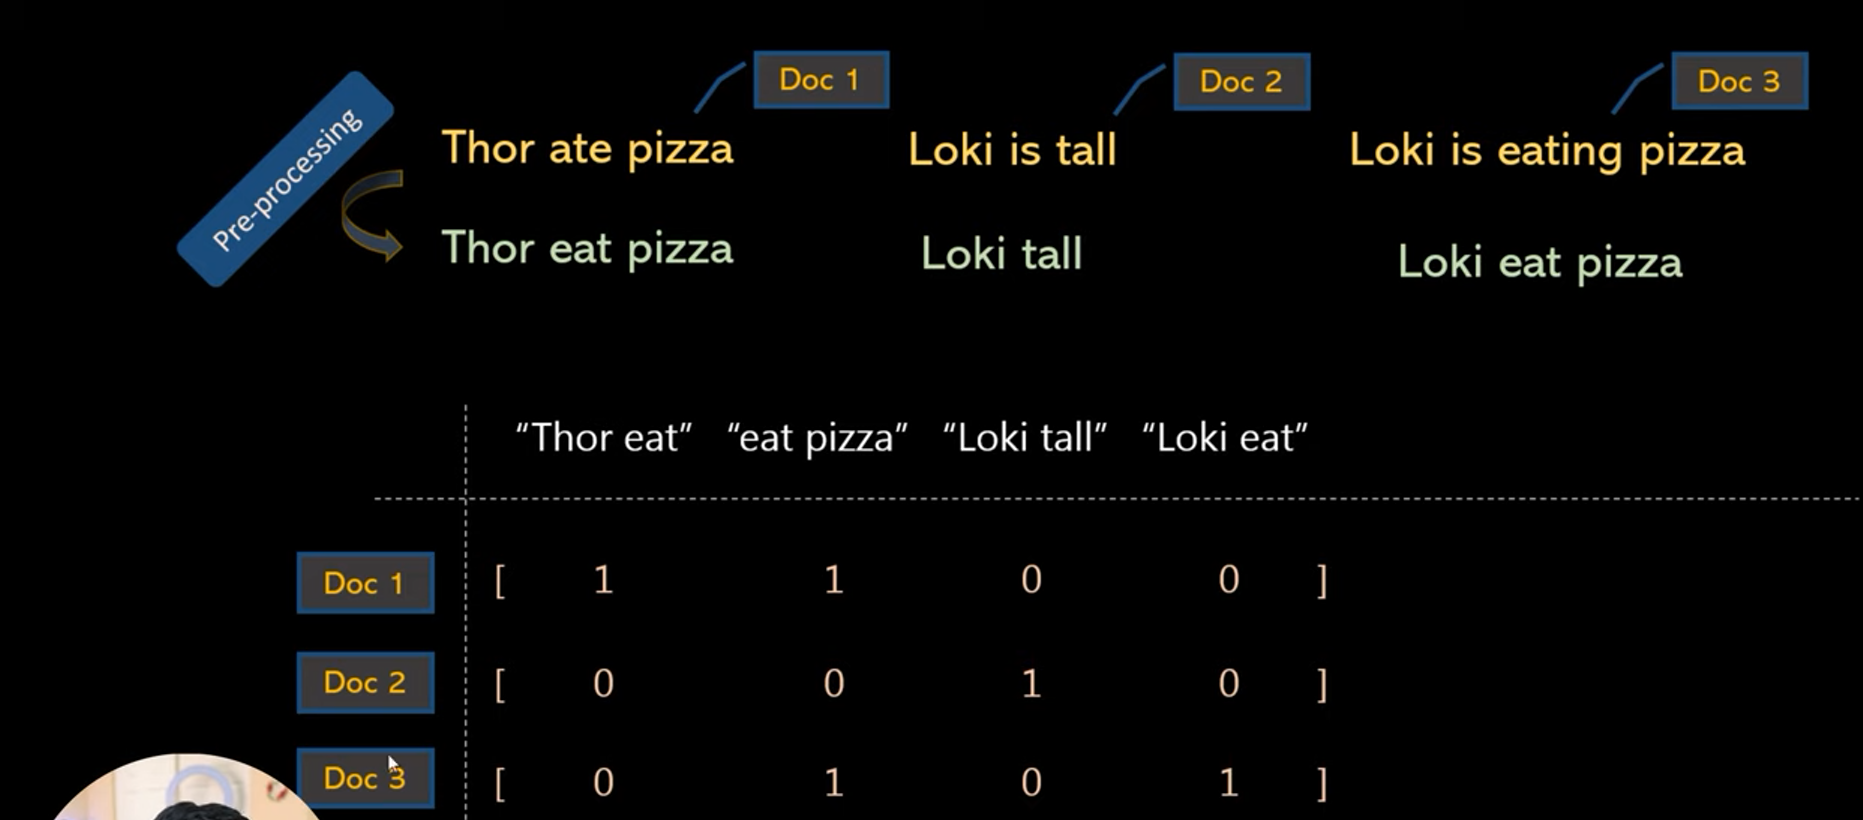 Doc 1
Doc 2
Doc 3
Pre-processing
Thor ate pizza
Loki is tall
Loki is eating pizza
Thor eat pizza
Loki tall
Loki eat pizza
“Thor eat” “eat pizza” “Loki tall” “Loki eat”
Doc 1 [ 1 1 0 0 ]
Doc 2 [ 0 0 1 0 ]
Doc 3 [ 0 1 0 1 ]